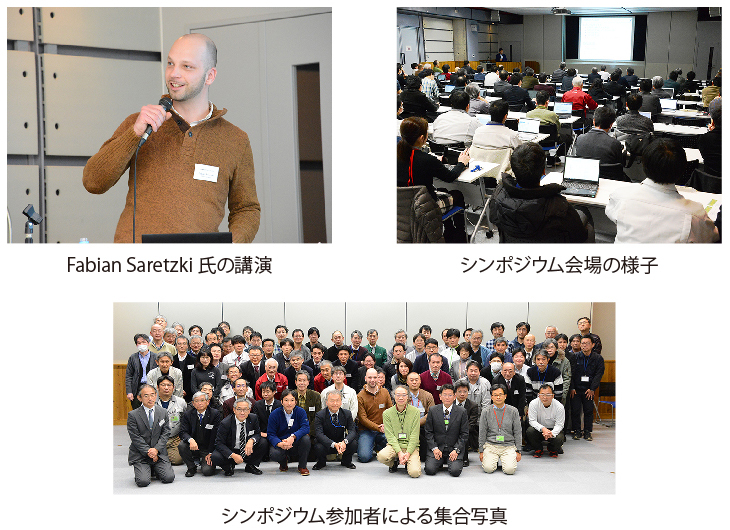 Fabian Saretzki 氏の講演
シンポジウム会場の様子
シンポジウム参加者による集合写真